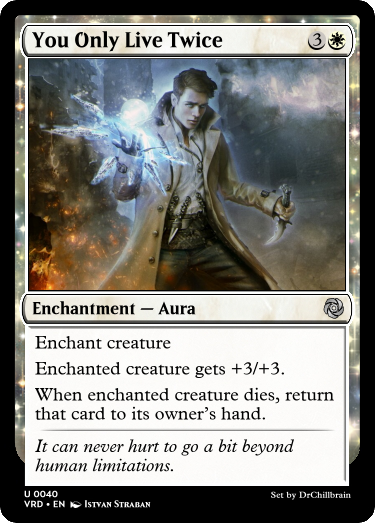 You Only Live Twice 3
Enchantment — Aura
Enchant creature
Enchanted creature gets +3/+3.
When enchanted creature dies, return
that card to its owner's hand.
It can never hurt to go a bit beyond
human limitations.
U 0040
VRD • EN Istvan Straban
Set by DrChillbrain